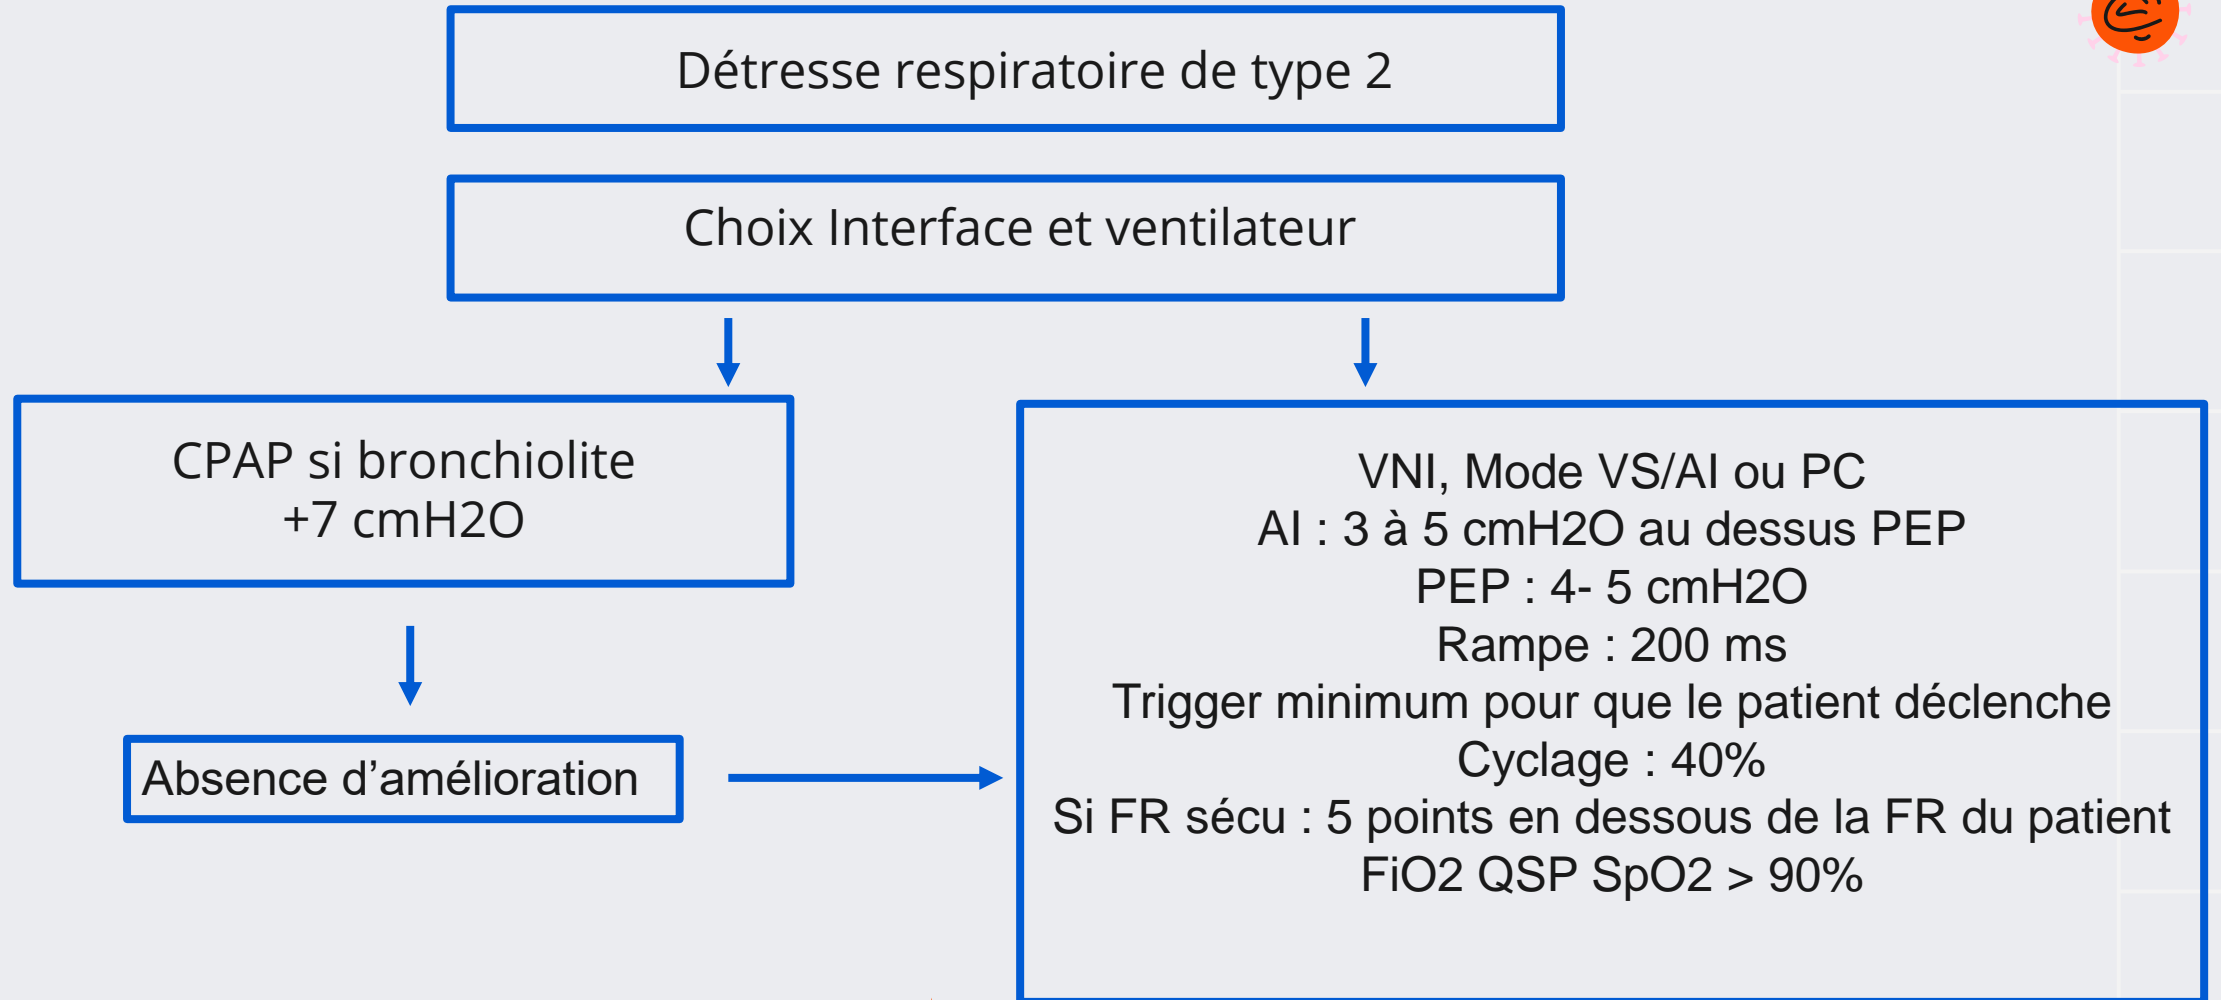 Détresse respiratoire de type 2
Choix Interface et ventilateur
CPAP si bronchiolite
+7 cmH2O
Absence d’amélioration
VNI, Mode VS/AI ou PC
AI : 3 à 5 cmH2O au dessus PEP
PEP : 4- 5 cmH2O
Rampe : 200 ms
Trigger minimum pour que le patient déclenche
Cyclage : 40%
Si FR sécu : 5 points en dessous de la FR du patient
FiO2 QSP SpO2 > 90%